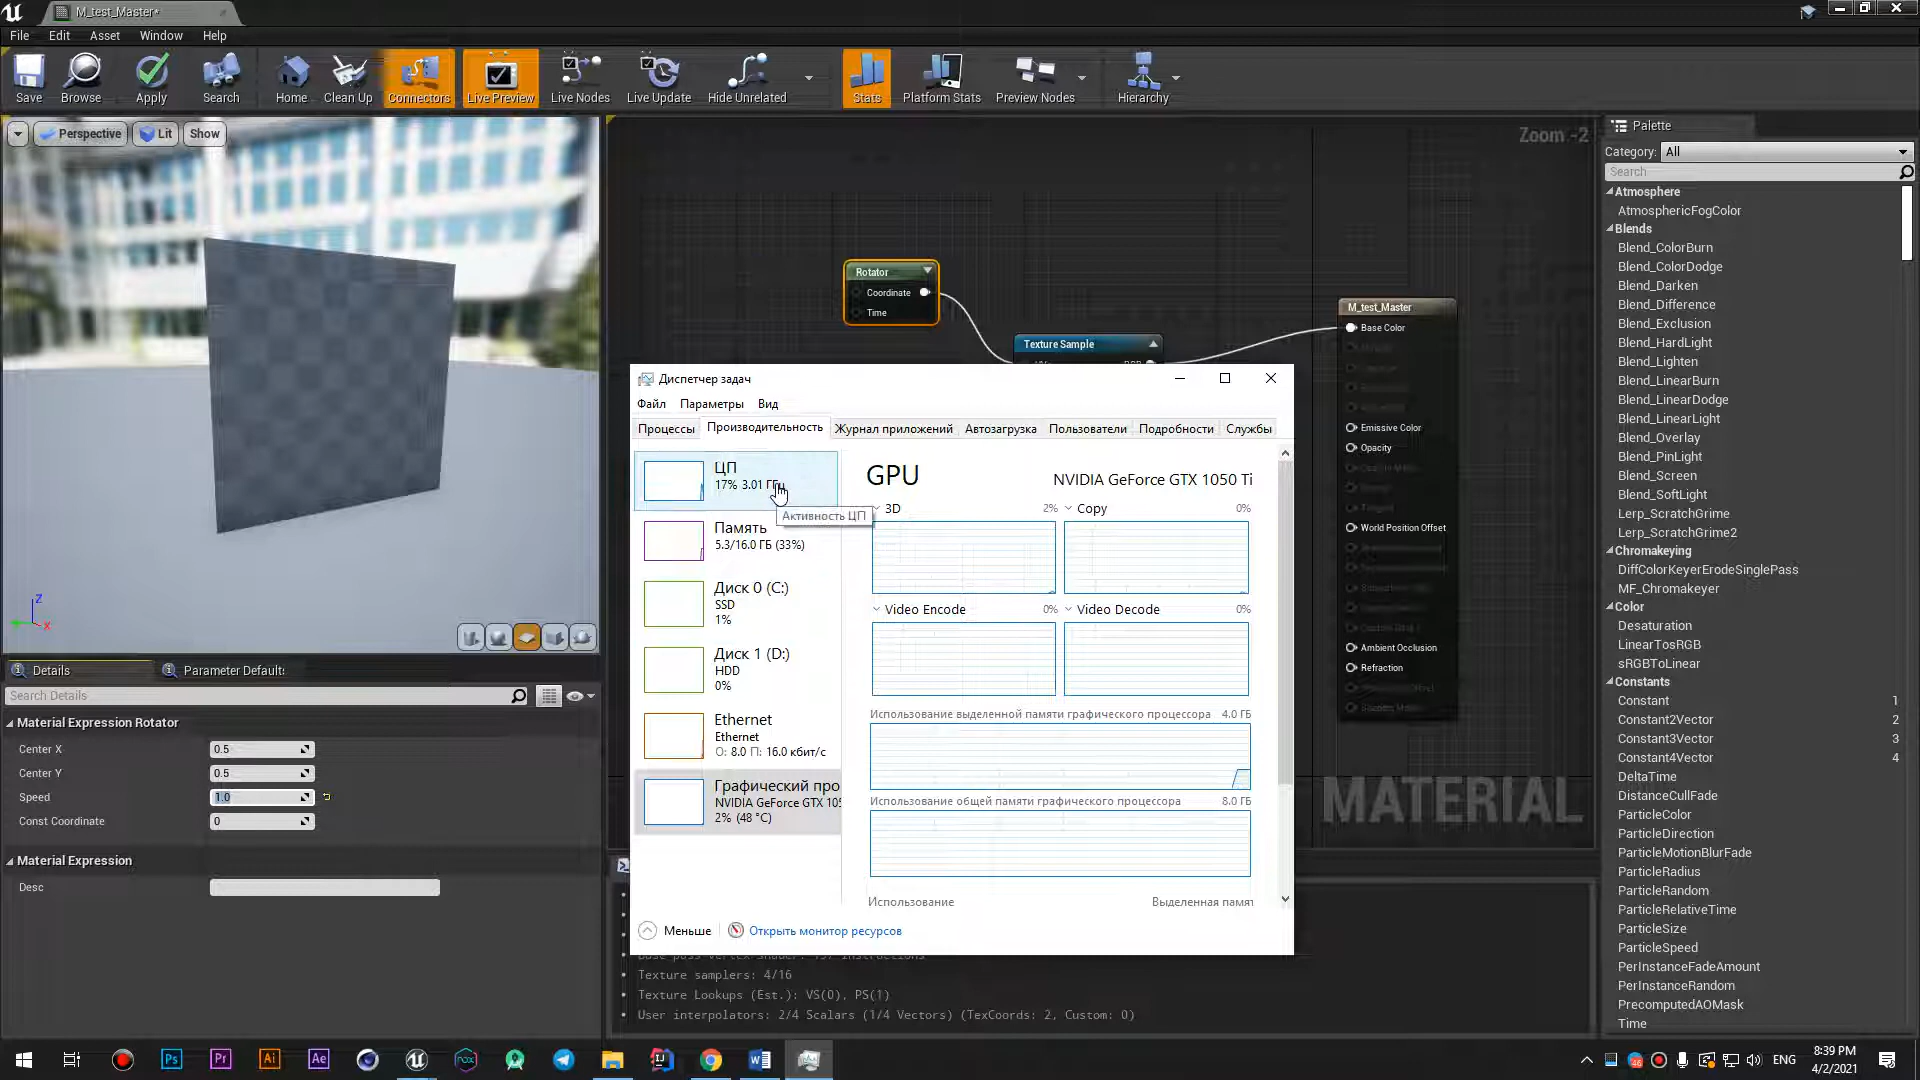 M_test_Master*
File Edit Asset Window Help
Save Browse Apply Search Home Clean Up Connectors Live Preview Live Nodes Live Update Hide Unrelated Stats Platform Stats Preview Nodes Hierarchy
Perspective Lit Show
Zoom -2
Rotator
Coordinate
Time
Texture Sample
M_test_Master
Base Color
Emissive Color
Opacity
World Position Offset
Ambient Occlusion
Refraction
MATERIAL
Z
X
Details Parameter Defaults
Search Details
Material Expression Rotator
Center X 0.5
Center Y 0.5
Speed 1.0
Const Coordinate 0
Material Expression
Desc
Диспетчер задач
Файл Параметры Вид
Процессы Производительность Журнал приложений Автозагрузка Пользователи Подробности Службы
ЦП
17% 3.01 ГГц
Активность ЦП
Память
5.3/16.0 ГБ (33%)
Диск 0 (C:)
SSD
1%
Диск 1 (D:)
HDD
0%
Ethernet
Ethernet
О: 8.0 П: 16.0 кбит/с
Графический про
NVIDIA GeForce GTX 105
2% (48 °C)
GPU NVIDIA GeForce GTX 1050 Ti
3D 2% Copy 0%
Video Encode 0% Video Decode 0%
Использование выделенной памяти графического процессора 4.0 ГБ
Использование общей памяти графического процессора 8.0 ГБ
Использование Выделенная памят
Меньше Открыть монитор ресурсов
Texture samplers: 4/16
Texture Lookups (Est.): VS(0), PS(1)
User interpolators: 2/4 Scalars (1/4 Vectors) (TexCoords: 2, Custom: 0)
Palette
Category: All
Search
Atmosphere
AtmosphericFogColor
Blends
Blend_ColorBurn
Blend_ColorDodge
Blend_Darken
Blend_Difference
Blend_Exclusion
Blend_HardLight
Blend_Lighten
Blend_LinearBurn
Blend_LinearDodge
Blend_LinearLight
Blend_Overlay
Blend_PinLight
Blend_Screen
Blend_SoftLight
Lerp_ScratchGrime
Lerp_ScratchGrime2
Chromakeying
DiffColorKeyerErodeSinglePass
MF_Chromakeyer
Color
Desaturation
LinearTosRGB
sRGBToLinear
Constants
Constant 1
Constant2Vector 2
Constant3Vector 3
Constant4Vector 4
DeltaTime
DistanceCullFade
ParticleColor
ParticleDirection
ParticleMotionBlurFade
ParticleRadius
ParticleRandom
ParticleRelativeTime
ParticleSize
ParticleSpeed
PerInstanceFadeAmount
PerInstanceRandom
PrecomputedAOMask
Time
Ps Pr Ai Ae
ENG
8:39 PM
4/2/2021